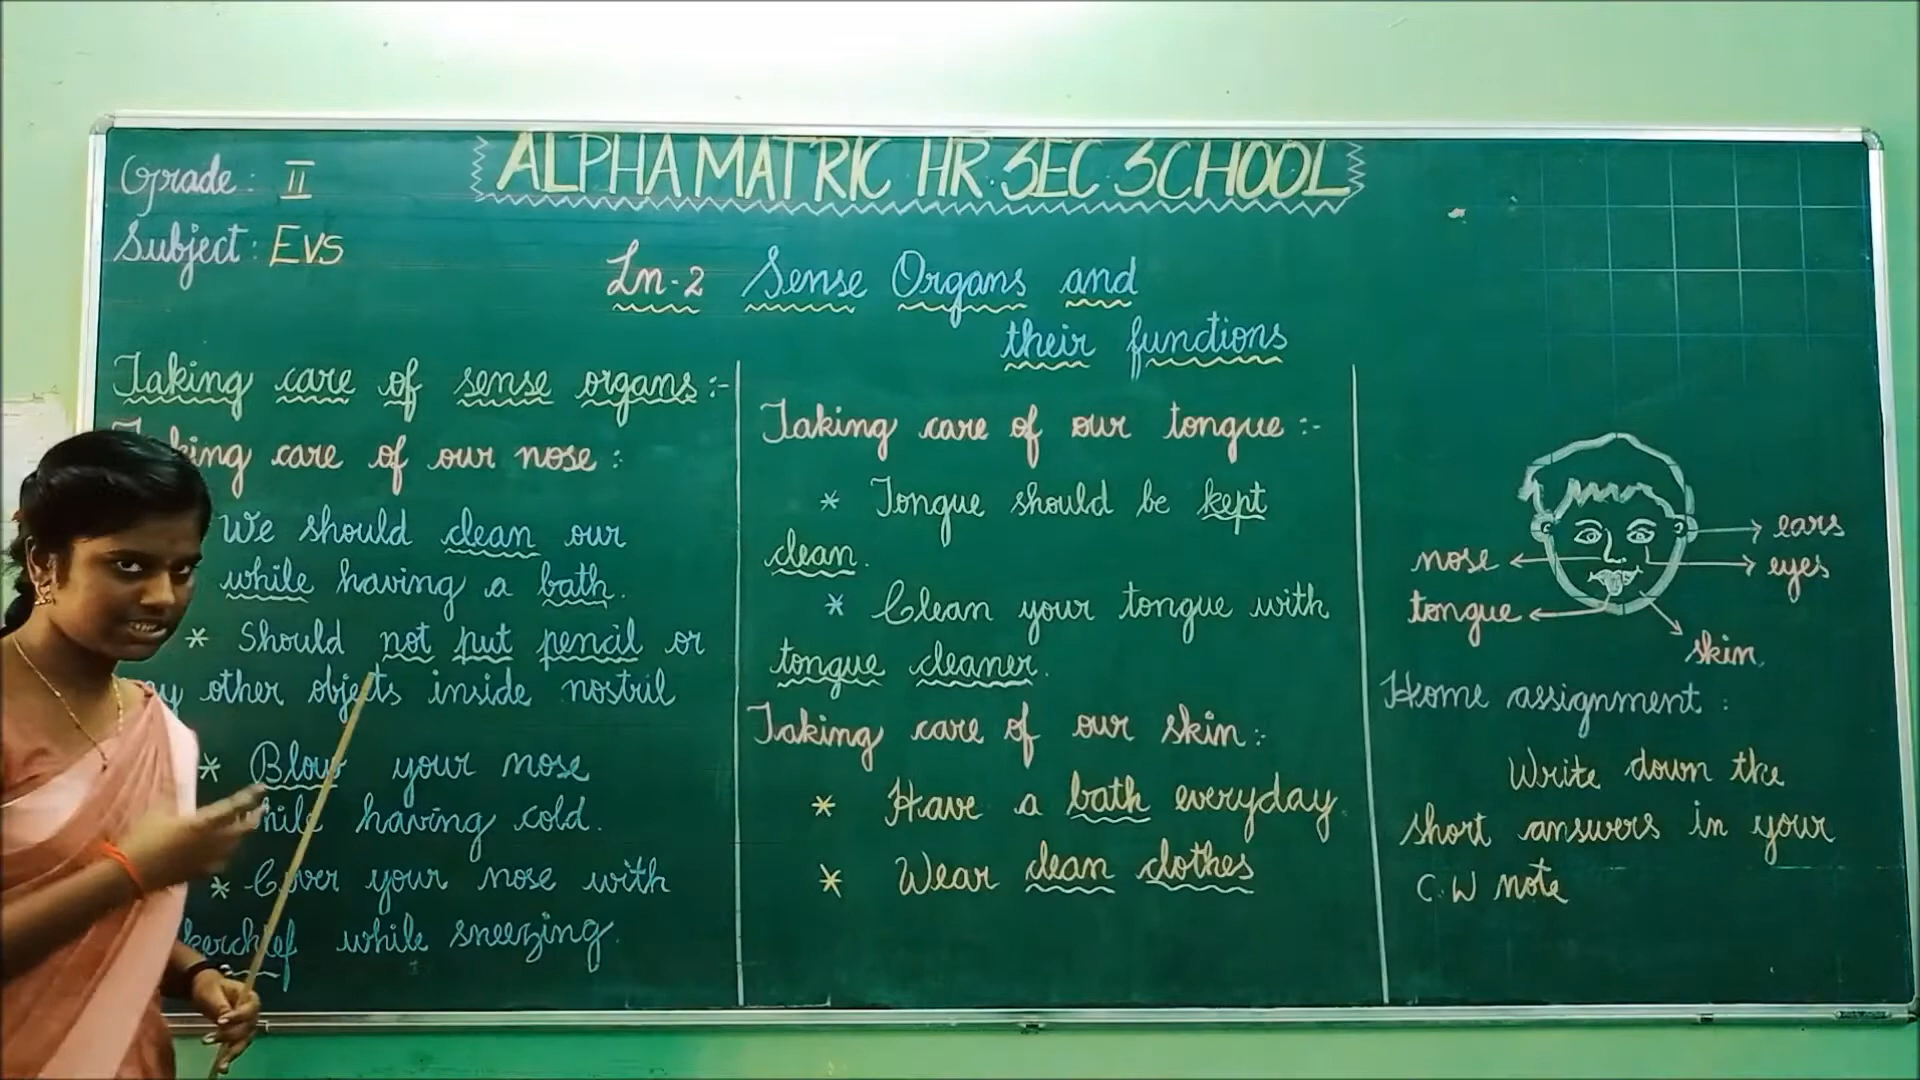 ALPHA MATRIC HR. SEC SCHOOL
Grade : II
Subject : EVS
Ln-2 Sense Organs and
their functions
Taking care of sense organs :-
care of our nose :
We should clean our
while having a bath.
* Should not put pencil or
other objects inside nostril
* Blow your nose
while having cold.
* Cover your nose with
while sneezing.
Taking care of our tongue :-
* Tongue should be kept
clean.
* Clean your tongue with
tongue cleaner.
Taking care of our skin :-
* Have a bath everyday.
* Wear clean clothes
ears
nose
eyes
tongue
skin
Home assignment :
Write down the
short answers in your
C.W note